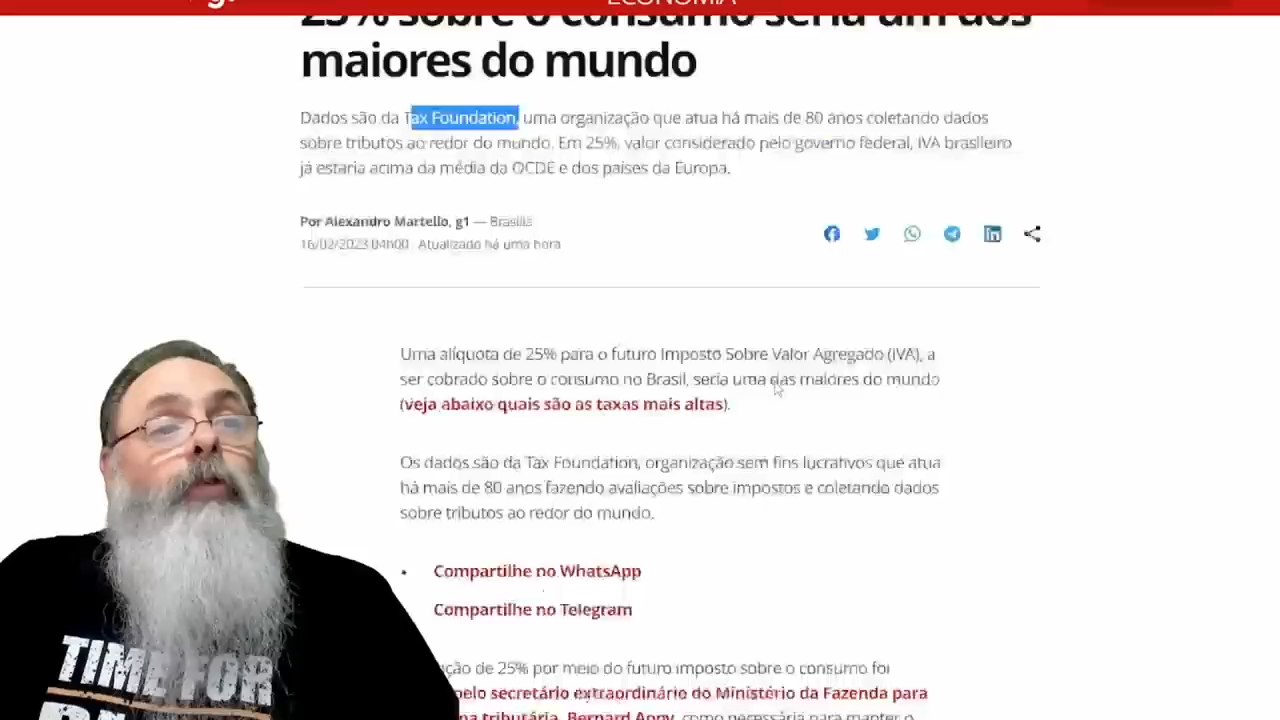 g1
ECONOMIA
25% sobre o consumo seria um dos
maiores do mundo
Dados são da Tax Foundation, uma organização que atua há mais de 80 anos coletando dados
sobre tributos ao redor do mundo. Em 25%, valor considerado pelo governo federal, IVA brasileiro
já estaria acima da média da OCDE e dos países da Europa.
Por Alexandro Martello, g1 — Brasília
16/02/2023 04h00 Atualizado há uma hora
Uma alíquota de 25% para o futuro Imposto Sobre Valor Agregado (IVA), a
ser cobrado sobre o consumo no Brasil, seria uma das maiores do mundo
(veja abaixo quais são as taxas mais altas).
Os dados são da Tax Foundation, organização sem fins lucrativos que atua
há mais de 80 anos fazendo avaliações sobre impostos e coletando dados
sobre tributos ao redor do mundo.
• Compartilhe no WhatsApp
Compartilhe no Telegram
ção de 25% por meio do futuro imposto sobre o consumo foi
pelo secretário extraordinário do Ministério da Fazenda para
tributária, Bernard Appy, como necessária para manter o
TIME FOR